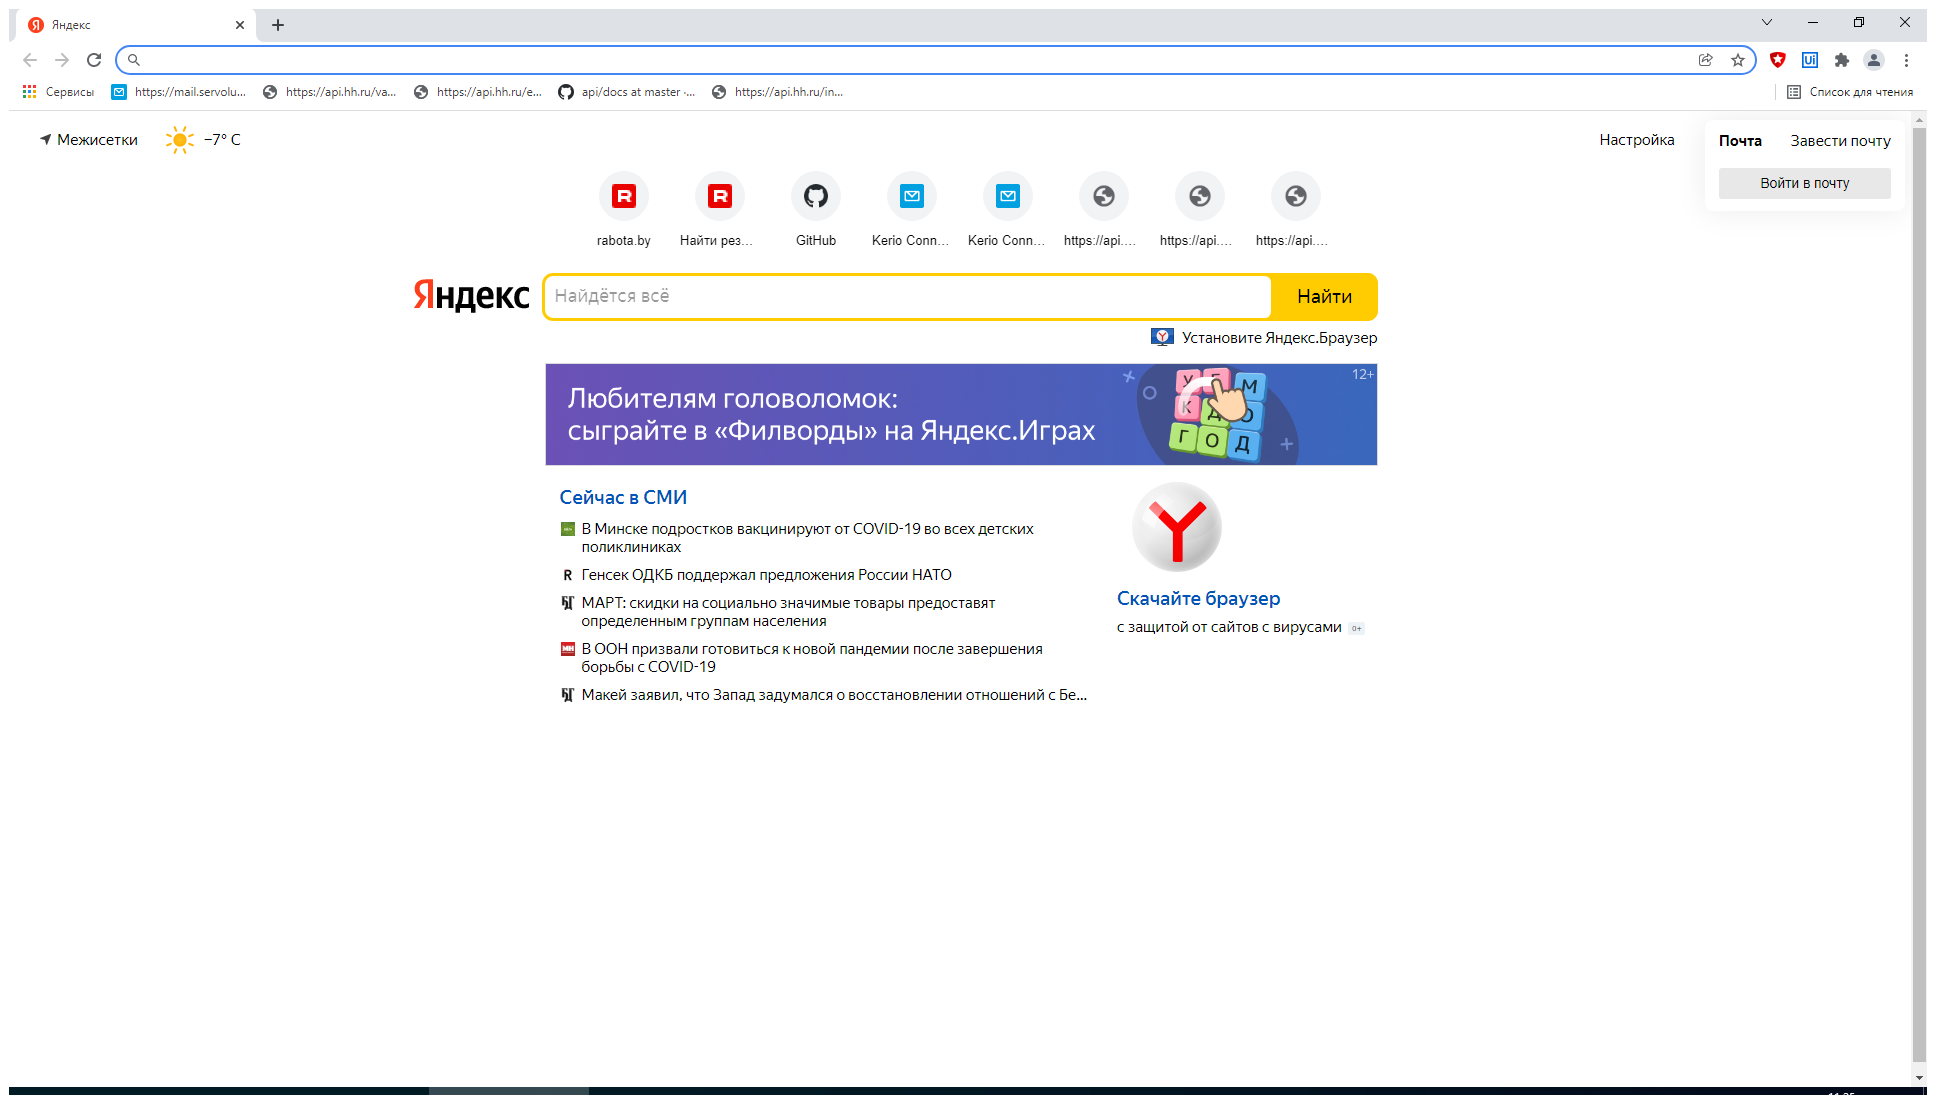 Яндекс
Сервисы
https://mail.servolu...
https://api.hh.ru/va...
https://api.hh.ru/e...
api/docs at master ·...
https://api.hh.ru/in...
Список для чтения
Межисетки
−7° C
Настройка
Почта
Завести почту
Войти в почту
rabota.by
Найти рез...
GitHub
Kerio Conn...
Kerio Conn...
https://api....
https://api....
https://api....
Яндекс
Найдётся всё
Найти
Установите Яндекс.Браузер
Любителям головоломок:
сыграйте в «Филворды» на Яндекс.Играх
12+
Сейчас в СМИ
В Минске подростков вакцинируют от COVID-19 во всех детских
поликлиниках
Генсек ОДКБ поддержал предложения России НАТО
МАРТ: скидки на социально значимые товары предоставят
определенным группам населения
В ООН призвали готовиться к новой пандемии после завершения
борьбы с COVID-19
Макей заявил, что Запад задумался о восстановлении отношений с Бе...
Скачайте браузер
с защитой от сайтов с вирусами
0+